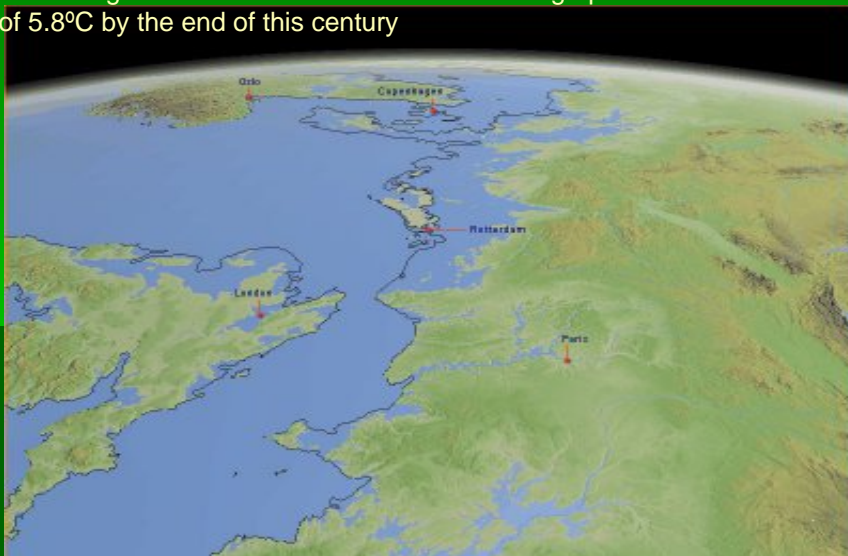 of 5.8ºC by the end of this century
Oslo
Copenhagen
Rotterdam
London
Paris